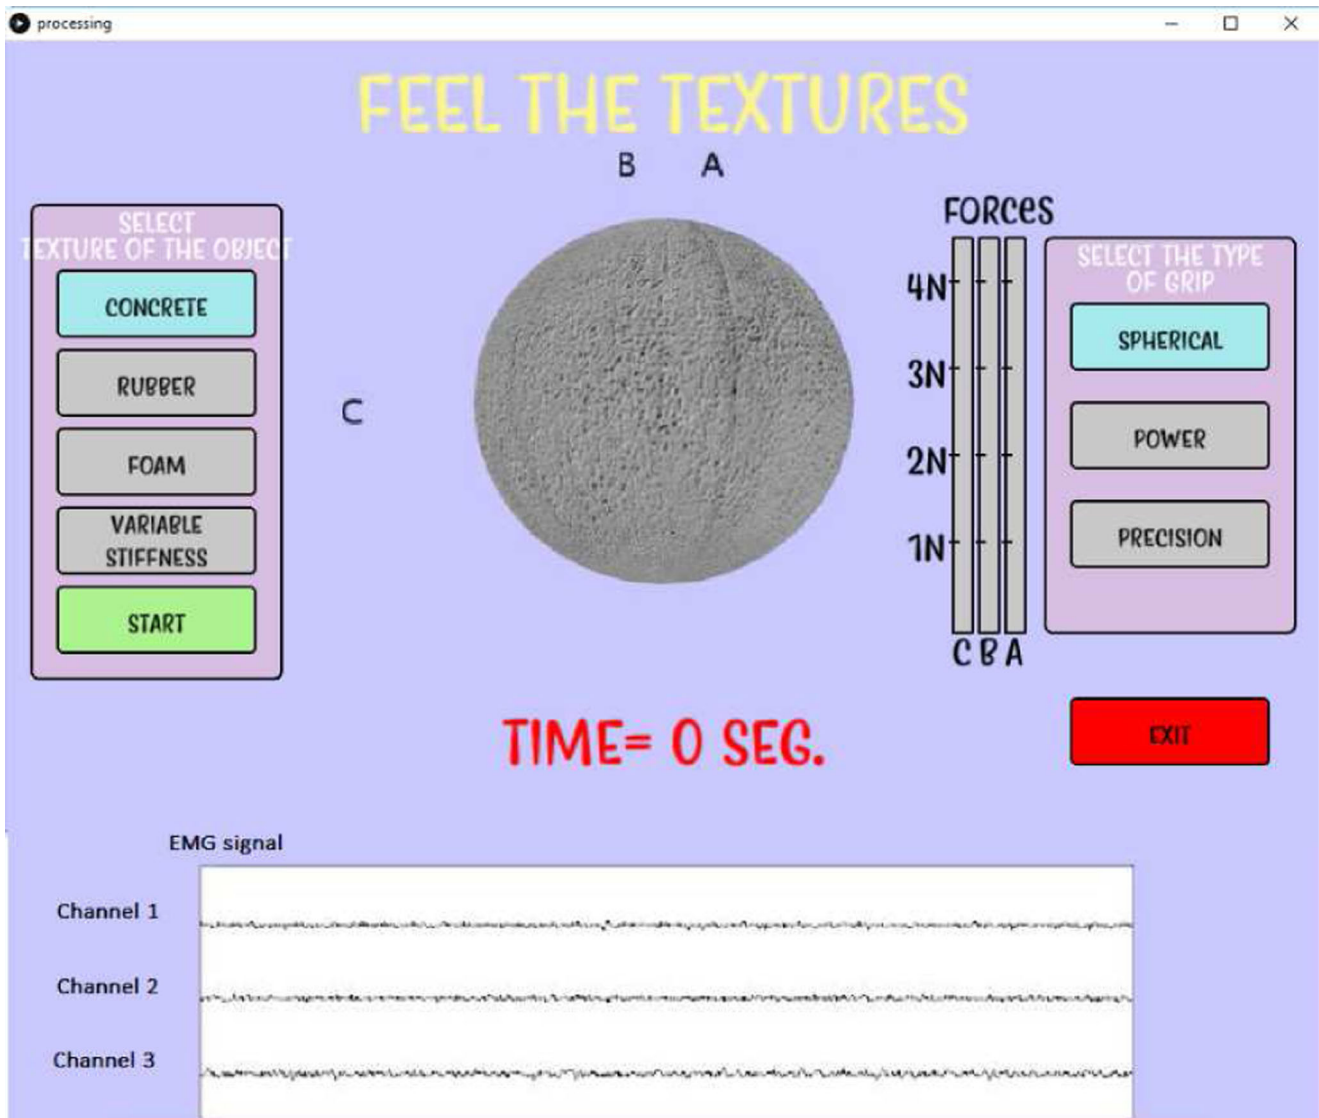 processing
FEEL THE TEXTURES
B A
SELECT
TEXTURE OF THE OBJECT
CONCRETE
RUBBER
FOAM
VARIABLE
STIFFNESS
START
C
FORCES
4N
3N
2N
1N
C B A
SELECT THE TYPE
OF GRIP
SPHERICAL
POWER
PRECISION
EXIT
TIME= 0 SEG.
EMG signal
Channel 1
Channel 2
Channel 3